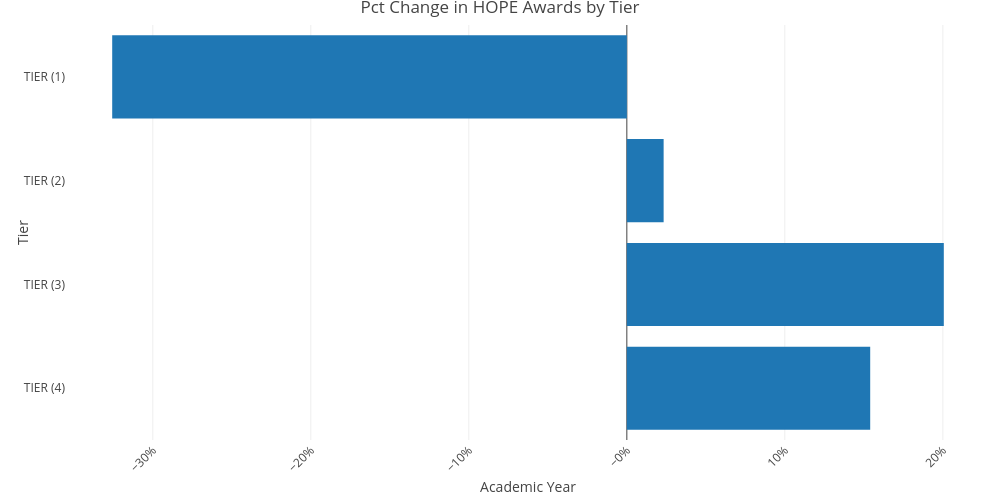 Pct Change in HOPE Awards by Tier
TIER (1)
TIER (2)
TIER (3)
TIER (4)
Tier
−30%
−20%
−10%
−0%
10%
20%
Academic Year